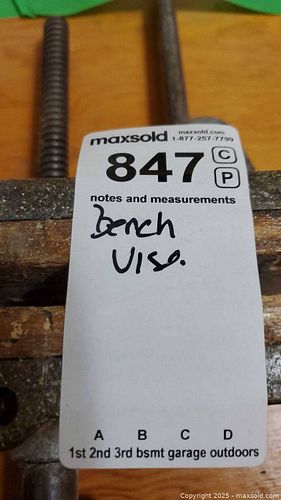 maxsold maxsold.com
1-877-257-7799
847 C
P
notes and measurements
bench
vise.
A B C D
1st 2nd 3rd bsmt garage outdoors
Copyright 2025 - maxsold.com